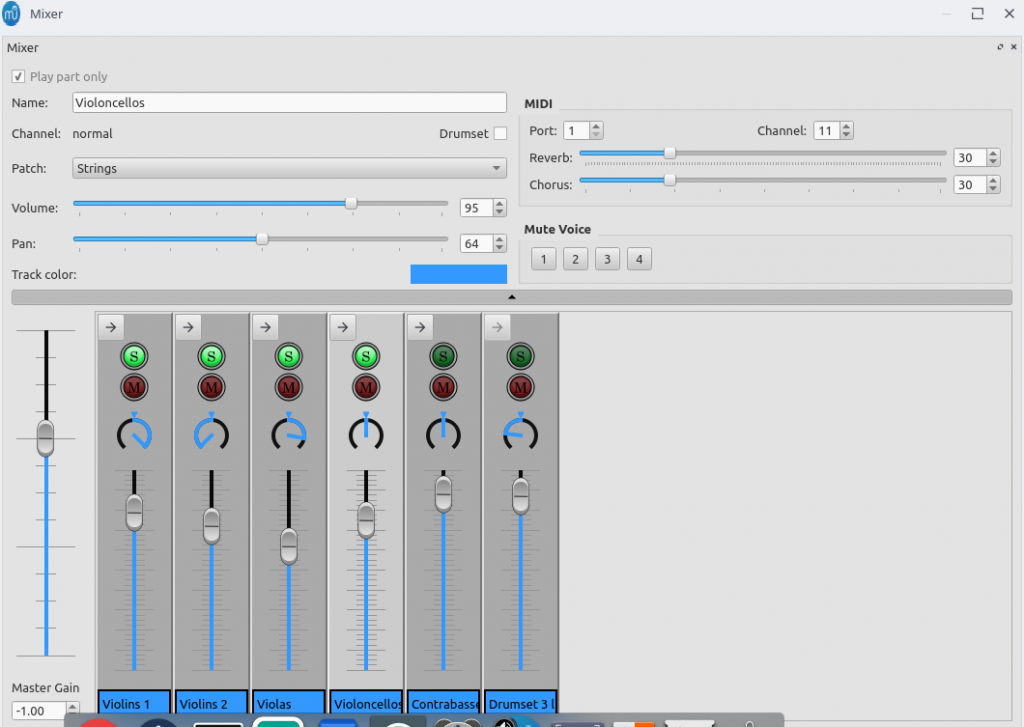 Mixer
Mixer
Play part only
Name: Violoncellos
Channel: normal
Drumset
Patch: Strings
Volume: 95
Pan: 64
Track color:
MIDI
Port: 1
Channel: 11
Reverb: 30
Chorus: 30
Mute Voice
1 2 3 4
S S S S S S
M M M M M M
Violins 1 Violins 2 Violas Violoncellos Contrabass Drumset 3 l
Master Gain
-1.00